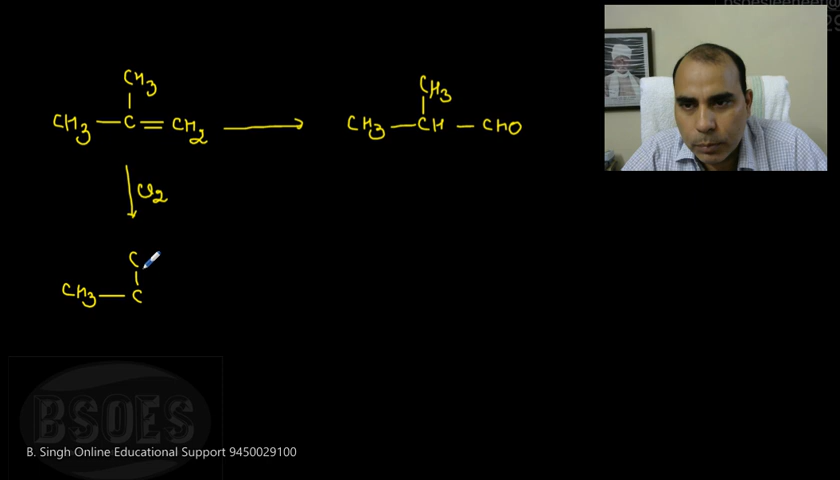 CH3
CH3 — C = CH2
CH3
CH3 — CH — CHO
Cl2
C
CH3 — C
BSOES
B. Singh Online Educational Support 9450029100